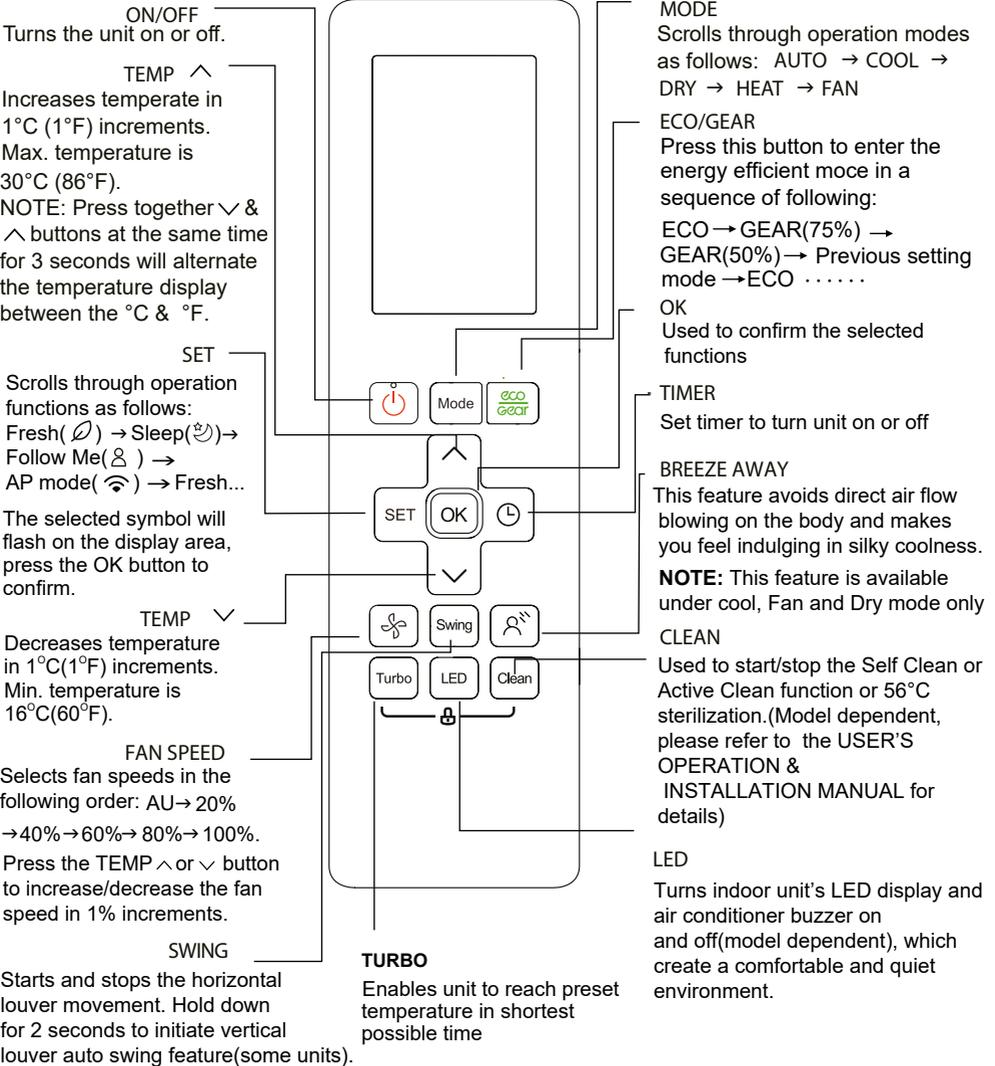 ON/OFF
Turns the unit on or off.
TEMP ︿
Increases temperate in
1°C (1°F) increments.
Max. temperature is
30°C (86°F).
NOTE: Press together ﹀ &
︿ buttons at the same time
for 3 seconds will alternate
the temperature display
between the °C & °F.
SET
Scrolls through operation
functions as follows:
Fresh( ) → Sleep( )→
Follow Me( ) →
AP mode( ) → Fresh...
The selected symbol will
flash on the display area,
press the OK button to
confirm.
TEMP ﹀
Decreases temperature
in 1°C(1°F) increments.
Min. temperature is
16°C(60°F).
FAN SPEED
Selects fan speeds in the
following order: AU→ 20%
→40%→60%→ 80%→ 100%.
Press the TEMP ︿ or ﹀ button
to increase/decrease the fan
speed in 1% increments.
SWING
Starts and stops the horizontal
louver movement. Hold down
for 2 seconds to initiate vertical
louver auto swing feature(some units).
Mode
eco
Gear
SET
OK
Swing
Turbo
LED
Clean
TURBO
Enables unit to reach preset
temperature in shortest
possible time
MODE
Scrolls through operation modes
as follows: AUTO → COOL →
DRY → HEAT → FAN
ECO/GEAR
Press this button to enter the
energy efficient moce in a
sequence of following:
ECO→GEAR(75%) →
GEAR(50%)→ Previous setting
mode →ECO ······
OK
Used to confirm the selected
functions
TIMER
Set timer to turn unit on or off
BREEZE AWAY
This feature avoids direct air flow
blowing on the body and makes
you feel indulging in silky coolness.
NOTE: This feature is available
under cool, Fan and Dry mode only
CLEAN
Used to start/stop the Self Clean or
Active Clean function or 56°C
sterilization.(Model dependent,
please refer to the USER'S
OPERATION &
INSTALLATION MANUAL for
details)
LED
Turns indoor unit's LED display and
air conditioner buzzer on
and off(model dependent), which
create a comfortable and quiet
environment.